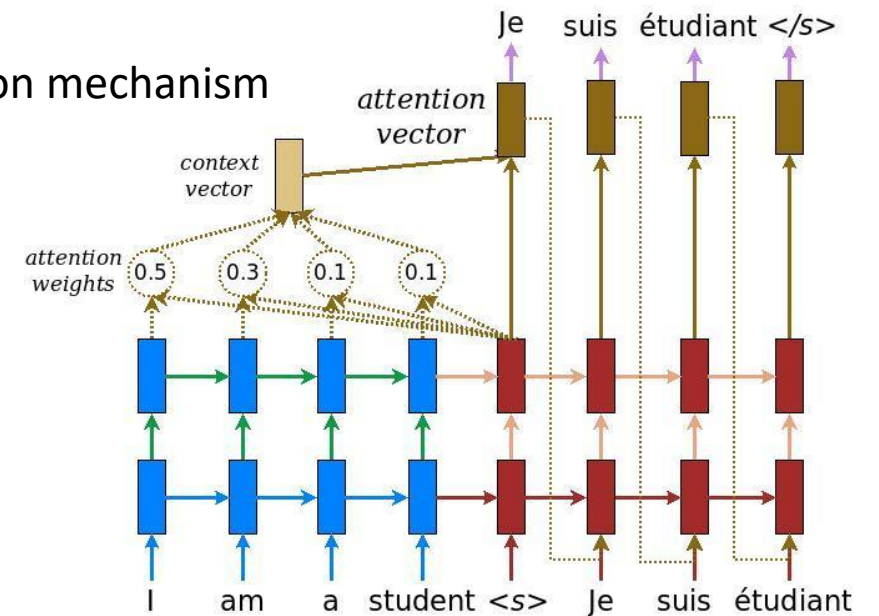 Je suis étudiant </s>
on mechanism
attention
vector
context
vector
attention
weights
0.5 0.3 0.1 0.1
I am a student <s> Je suis étudiant